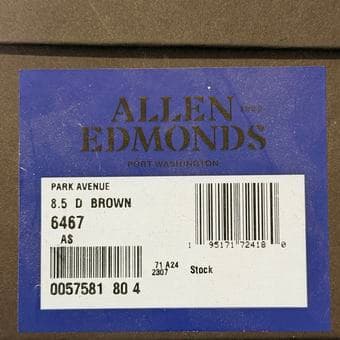 ALLEN
EDMONDS
PORT WASHINGTON
PARK AVENUE
8.5 D BROWN
6467
A$
1 95171 72418 0
71 A24
2307
Stock
0057581 80 4